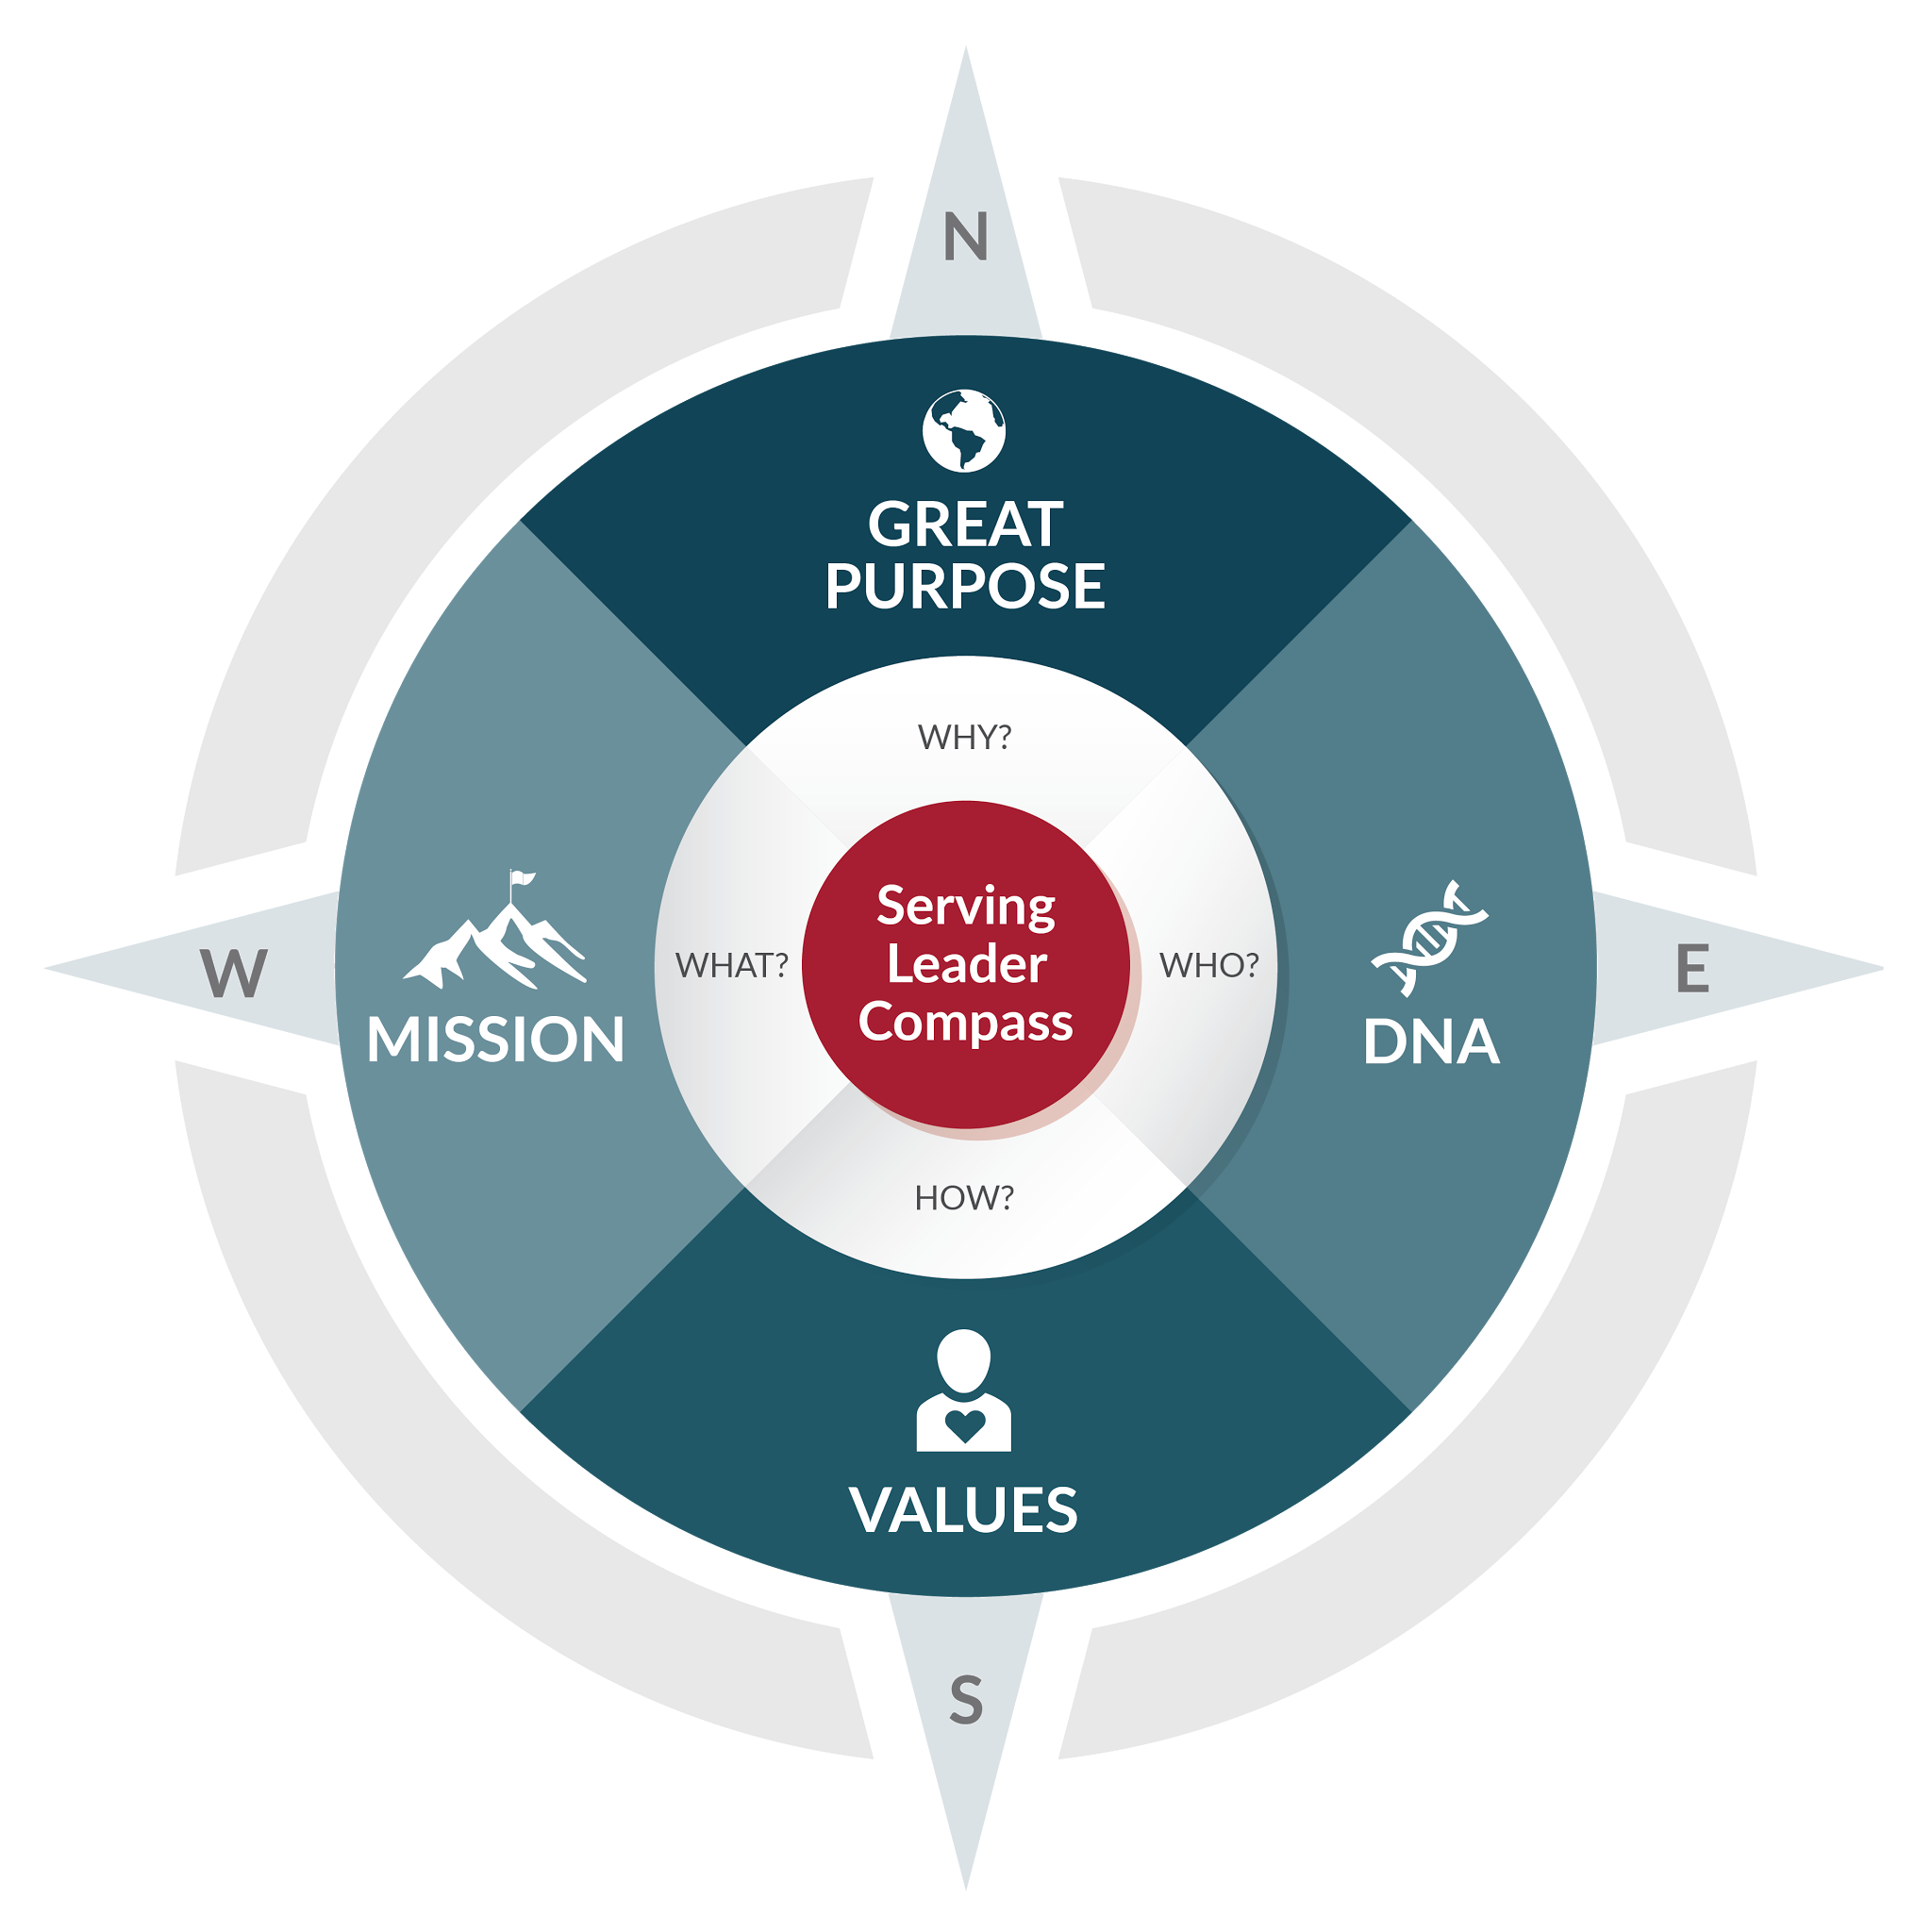 N
GREAT
PURPOSE
WHY?
W
MISSION
WHAT?
Serving
Leader
Compass
WHO?
DNA
E
HOW?
VALUES
S